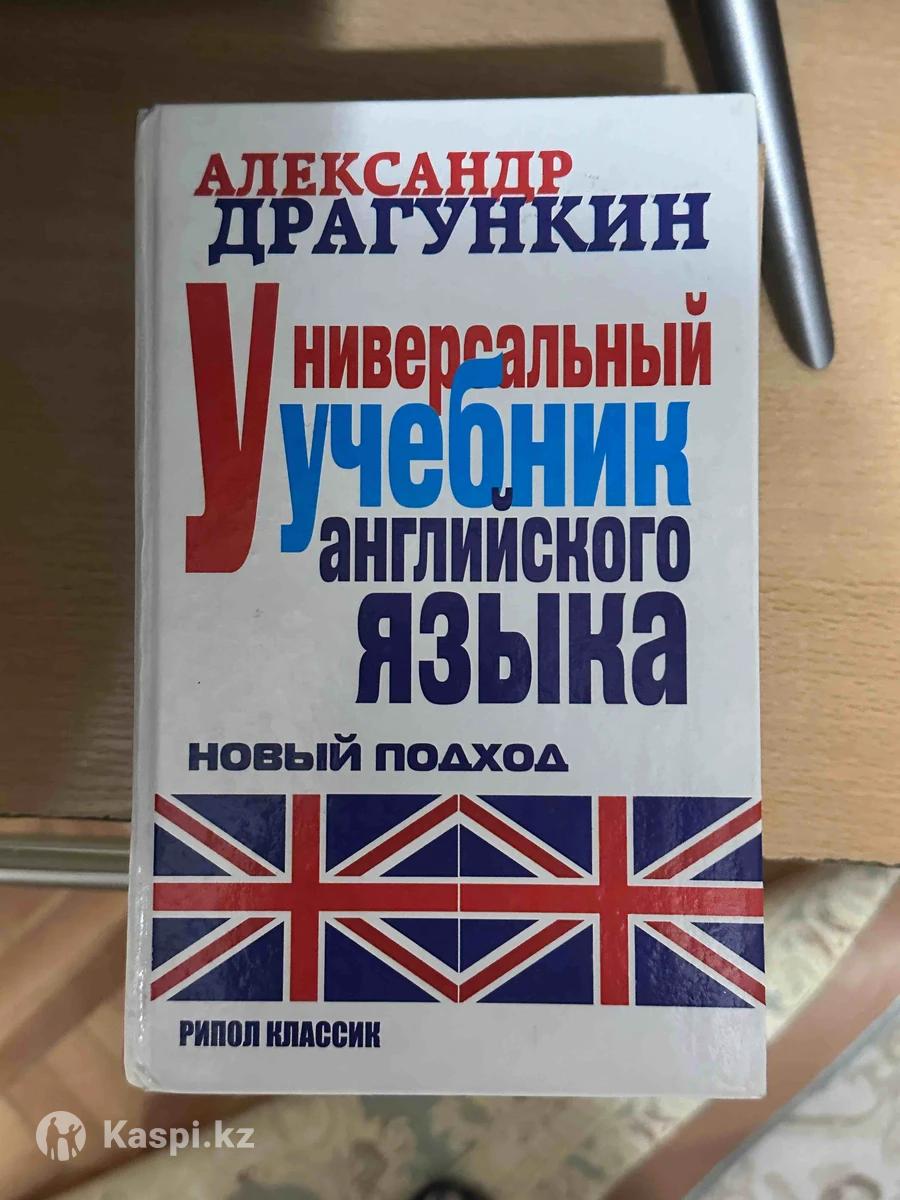 АЛЕКСАНДР
ДРАГУНКИН
Универсальный
учебник
английского
языка
НОВЫЙ ПОДХОД
РИПОЛ КЛАССИК
Kaspi.kz